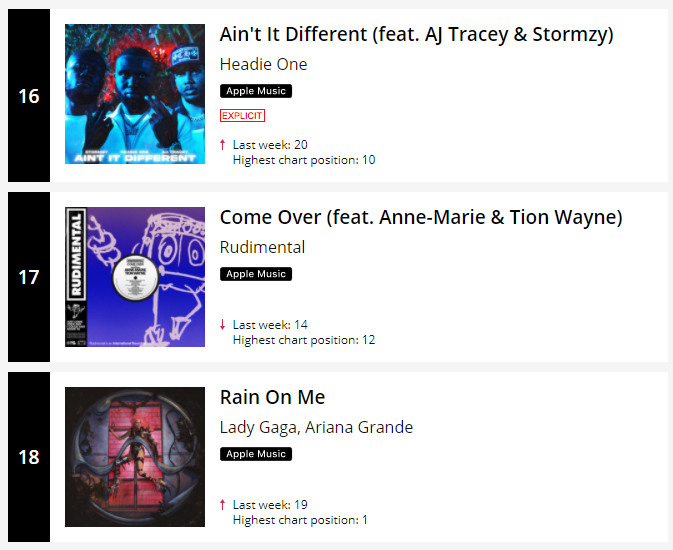 16
STORMZY HEADIE ONE AJ TRACEY
AIN'T IT DIFFERENT
Ain't It Different (feat. AJ Tracey & Stormzy)
Headie One
Apple Music
EXPLICIT
Last week: 20
Highest chart position: 10
17
RUDIMENTAL
Come Over (feat. Anne-Marie & Tion Wayne)
Rudimental
Apple Music
Last week: 14
Highest chart position: 12
18
Rain On Me
Lady Gaga, Ariana Grande
Apple Music
Last week: 19
Highest chart position: 1